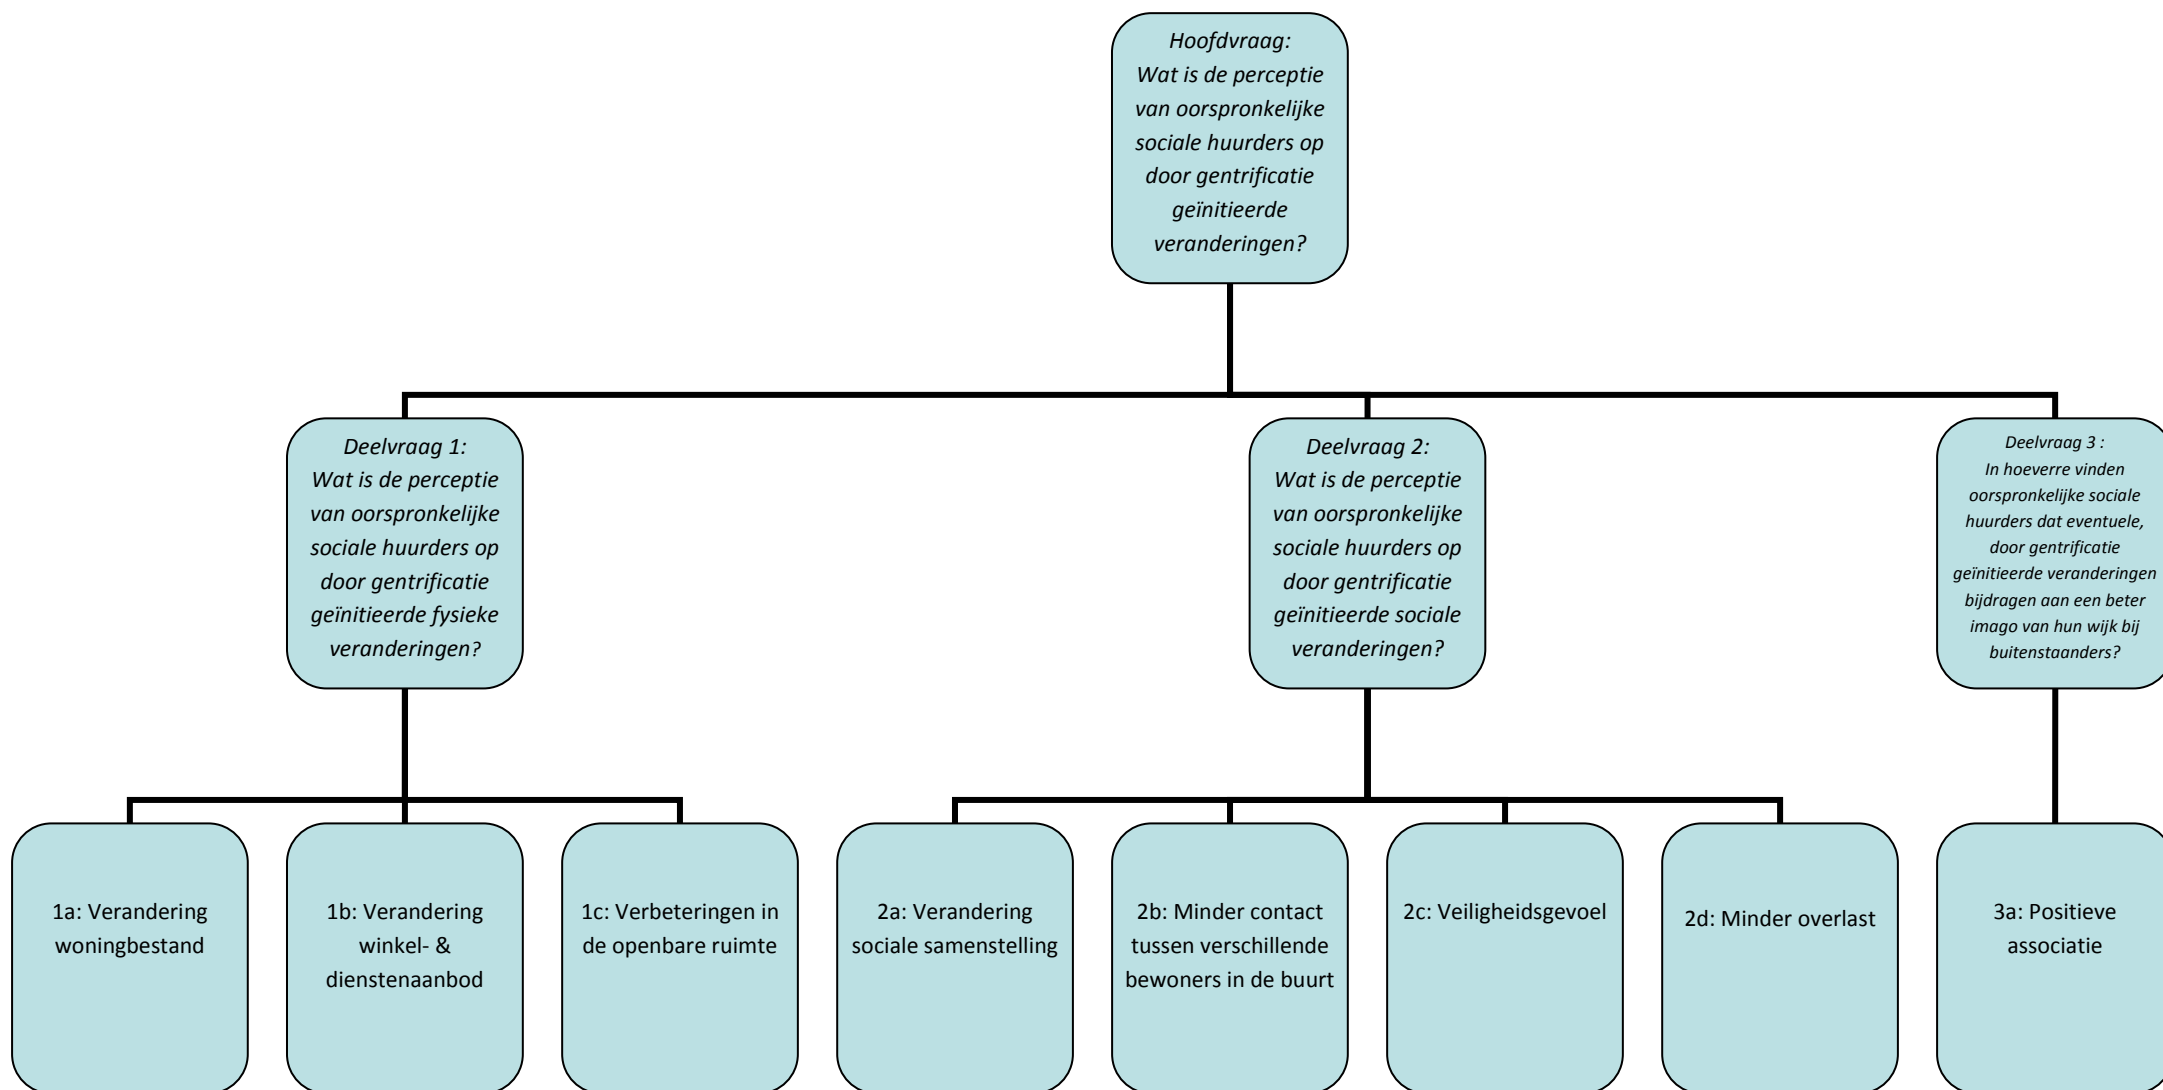 Hoofdvraag:
Wat is de perceptie
van oorspronkelijke
sociale huurders op
door gentrificatie
geïnitieerde
veranderingen?
Deelvraag 1:
Wat is de perceptie
van oorspronkelijke
sociale huurders op
door gentrificatie
geïnitieerde fysieke
veranderingen?
Deelvraag 2:
Wat is de perceptie
van oorspronkelijke
sociale huurders op
door gentrificatie
geïnitieerde sociale
veranderingen?
Deelvraag 3 :
In hoeverre vinden
oorspronkelijke sociale
huurders dat eventuele,
door gentrificatie
geïnitieerde veranderingen
bijdragen aan een beter
imago van hun wijk bij
buitenstaanders?
1a: Verandering
woningbestand
1b: Verandering
winkel- &
dienstenaanbod
1c: Verbeteringen in
de openbare ruimte
2a: Verandering
sociale samenstelling
2b: Minder contact
tussen verschillende
bewoners in de buurt
2c: Veiligheidsgevoel
2d: Minder overlast
3a: Positieve
associatie